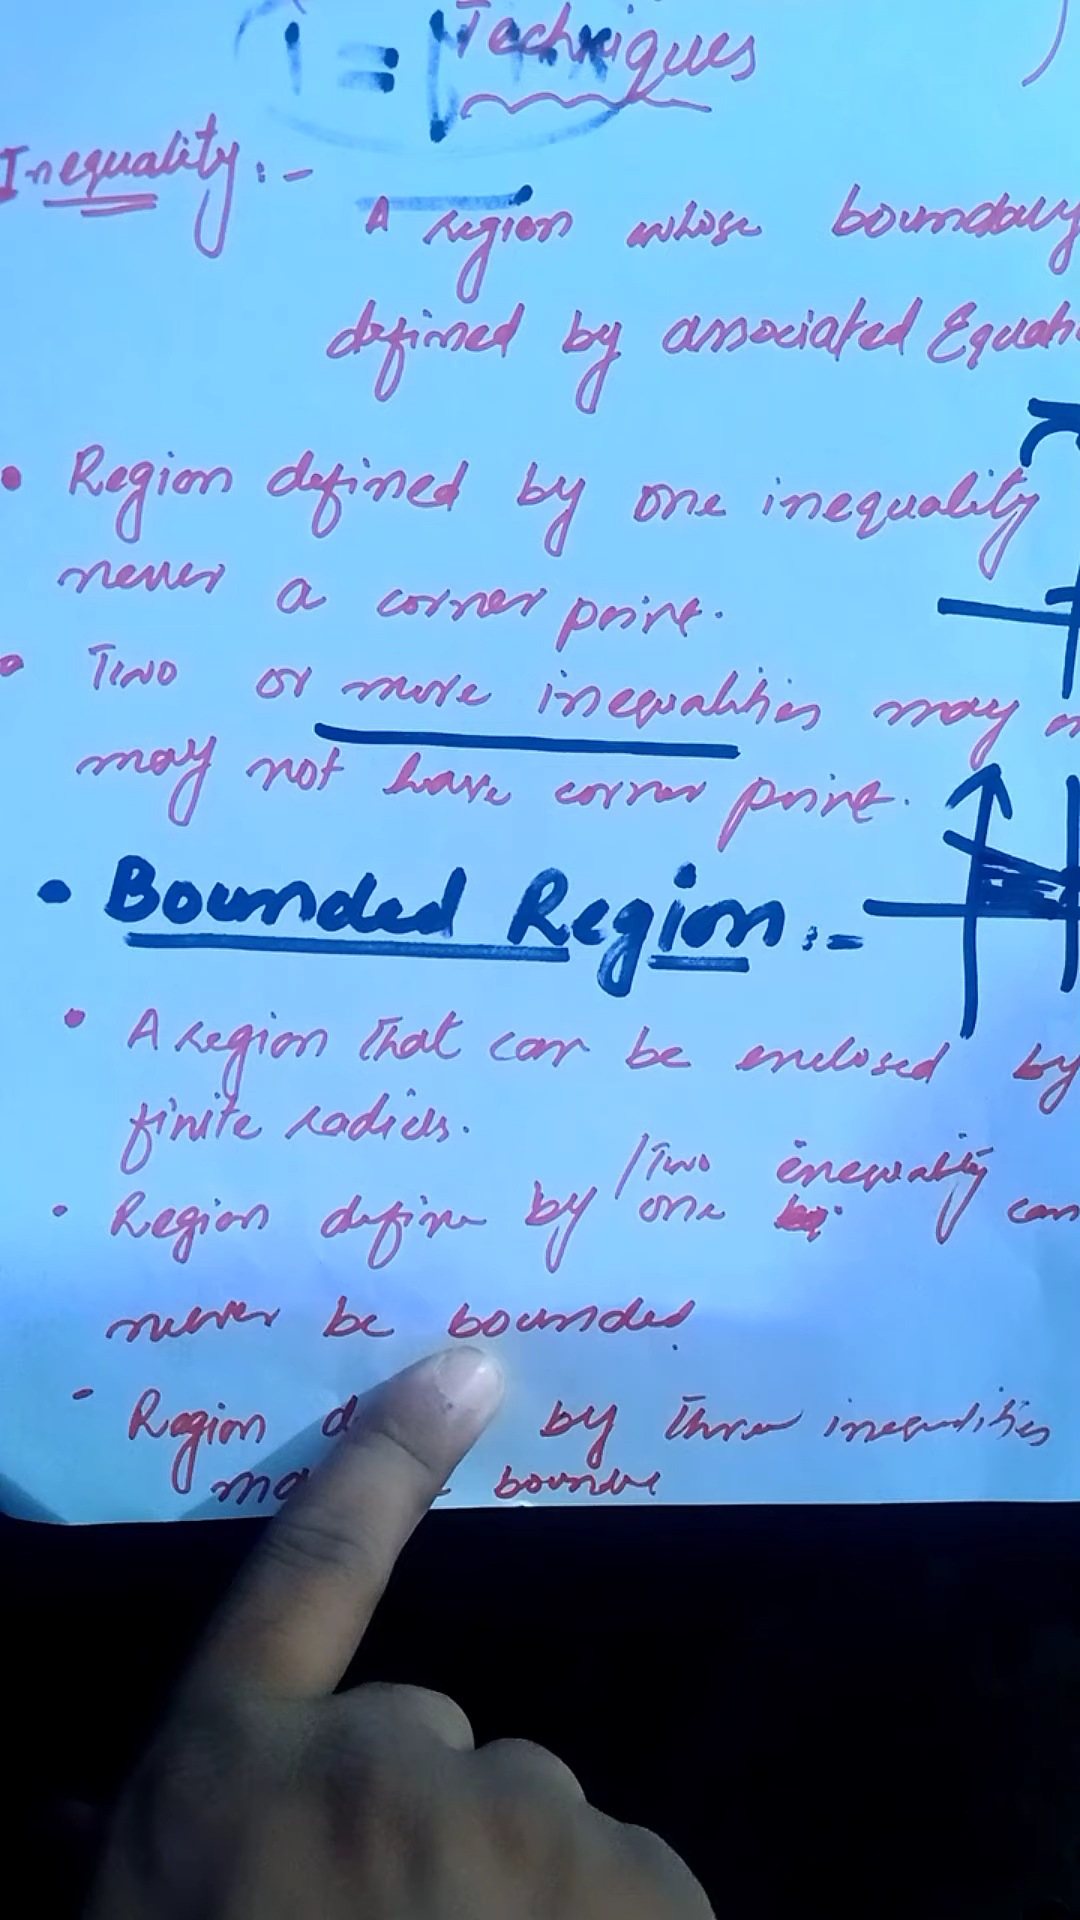 Techniques
Inequality:-
A region whose boundary
defined by associated Equati
• Region defined by one inequality
never a corner point.
• Two or more inequalities may
may not have corner point.
• Bounded Region :-
• A region that can be enclosed by
finite radius.
/Two inequality
• Region define by one can
never be bounded.
- Region d by three inequalities